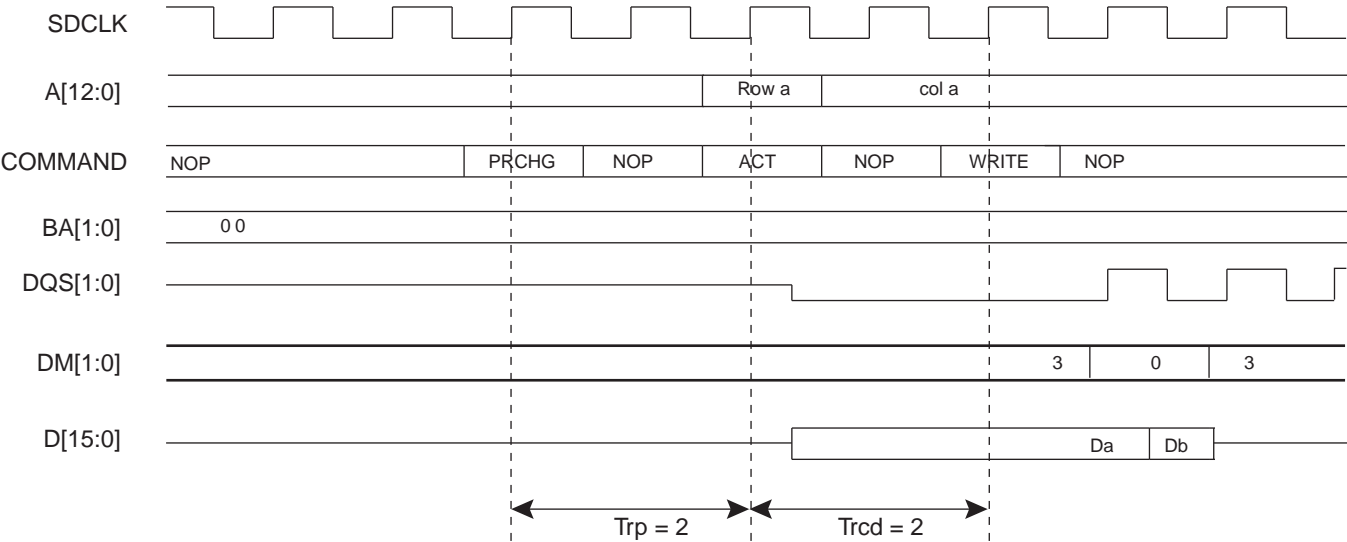 SDCLK
A[12:0] Row a col a
COMMAND NOP PRCHG NOP ACT NOP WRITE NOP
BA[1:0] 0 0
DQS[1:0]
DM[1:0] 3 0 3
D[15:0] Da Db
Trp = 2 Trcd = 2